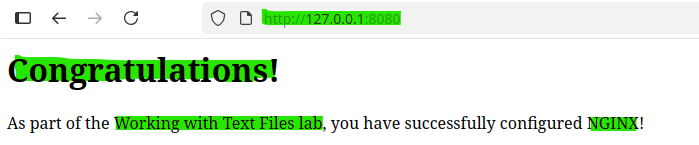 http://127.0.0.1:8080
Congratulations!
As part of the Working with Text Files lab, you have successfully configured NGINX!